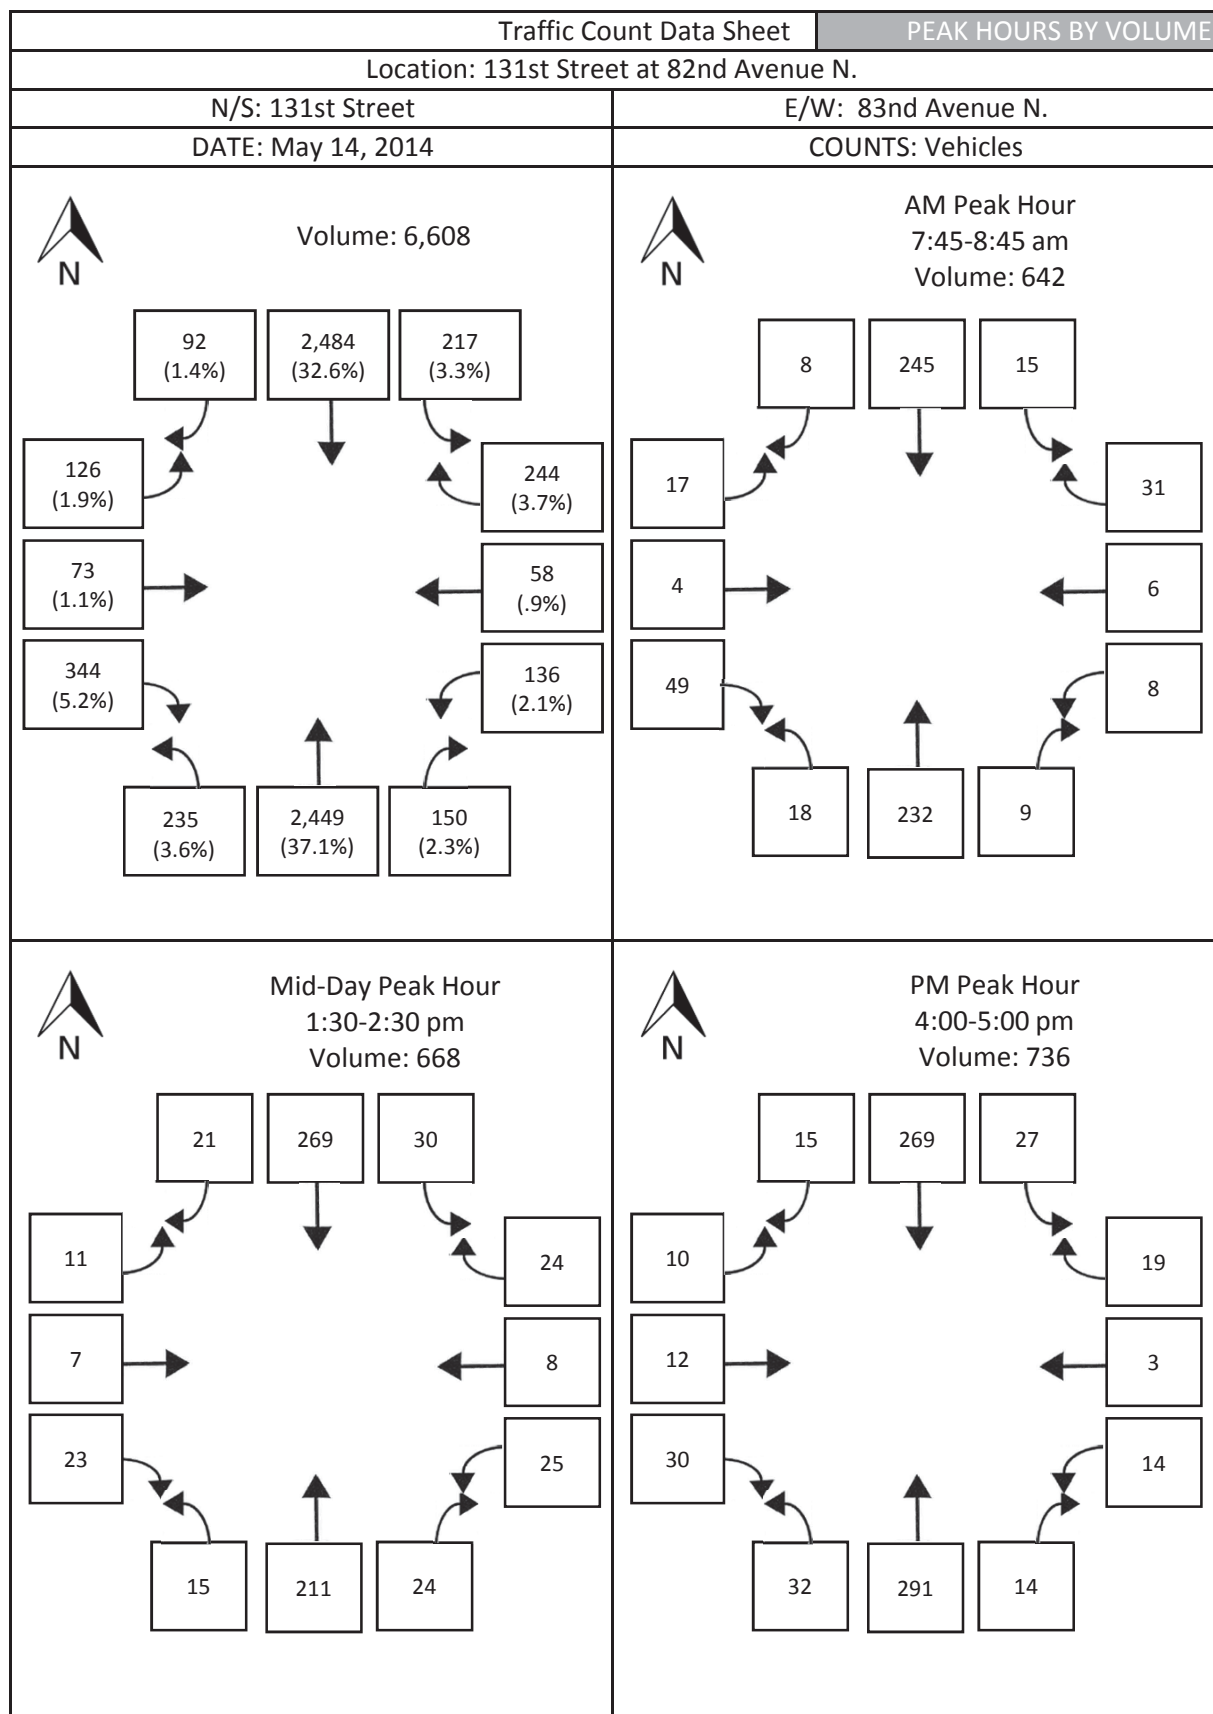 Traffic Count Data Sheet
PEAK HOURS BY VOLUME
Location: 131st Street at 82nd Avenue N.
N/S: 131st Street
E/W:  83nd Avenue N.
DATE: May 14, 2014
COUNTS: Vehicles
N
Volume: 6,608
92
(1.4%)
2,484
(32.6%)
217
(3.3%)
126
(1.9%)
244
(3.7%)
73
(1.1%)
58
(.9%)
344
(5.2%)
136
(2.1%)
235
(3.6%)
2,449
(37.1%)
150
(2.3%)
N
AM Peak Hour
7:45-8:45 am
Volume: 642
8
245
15
17
31
4
6
49
8
18
232
9
N
Mid-Day Peak Hour
1:30-2:30 pm
Volume: 668
21
269
30
11
24
7
8
23
25
15
211
24
N
PM Peak Hour
4:00-5:00 pm
Volume: 736
15
269
27
10
19
12
3
30
14
32
291
14